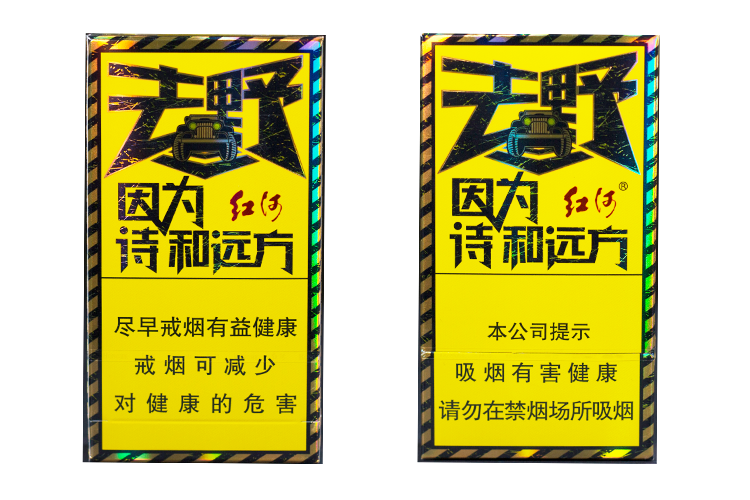 去野
因为 红河
诗和远方
尽早戒烟有益健康
戒烟可减少
对健康的危害
去野
因为 红河®
诗和远方
本公司提示
吸烟有害健康
请勿在禁烟场所吸烟